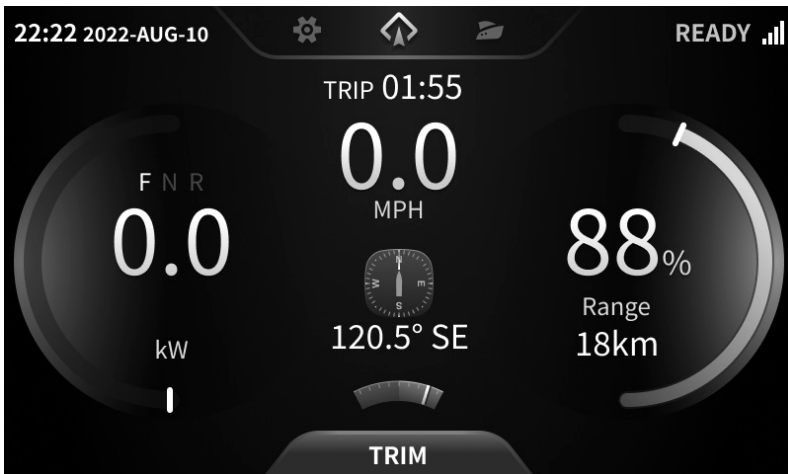 22:22 2022-AUG-10
READY
TRIP 01:55
0.0
MPH
F N R
0.0
kW
N
W E
S
120.5° SE
88%
Range
18km
TRIM